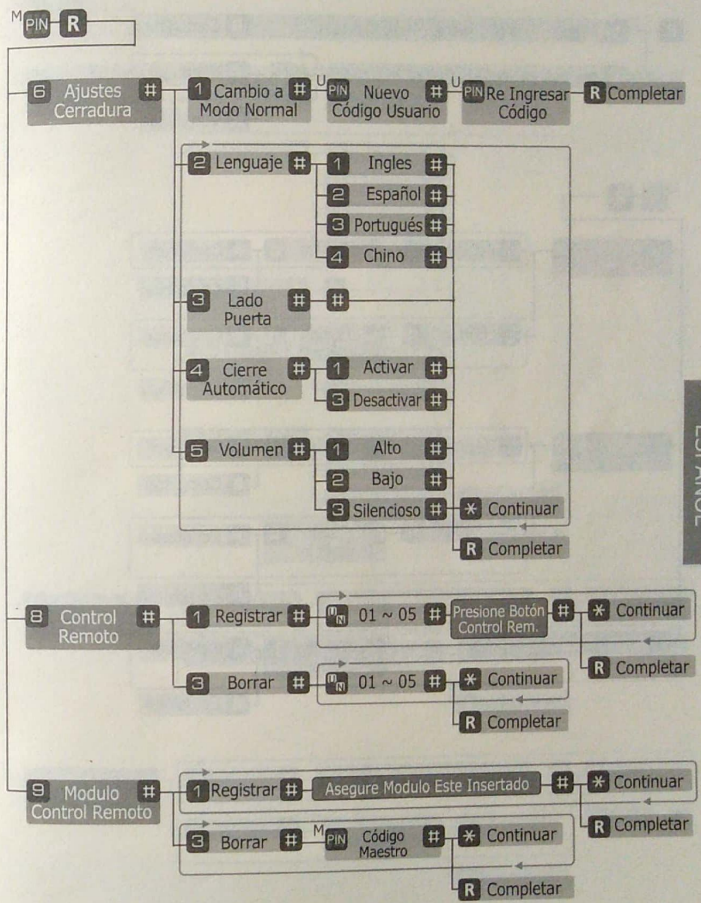 M PIN R
6 Ajustes Cerradura # 1 Cambio a Modo Normal # U PIN Nuevo Código Usuario # U PIN Re Ingresar Código R Completar
2 Lenguaje # 1 Ingles #
2 Español #
3 Portugués #
4 Chino #
3 Lado Puerta # #
4 Cierre Automático # 1 Activar #
3 Desactivar #
5 Volumen # 1 Alto #
2 Bajo #
3 Silencioso # * Continuar
R Completar
8 Control Remoto # 1 Registrar # UN 01 ~ 05 # Presione Botón Control Rem. # * Continuar
R Completar
3 Borrar # UN 01 ~ 05 # * Continuar
R Completar
9 Modulo Control Remoto # 1 Registrar # Asegure Modulo Este Insertado # * Continuar
R Completar
3 Borrar # M PIN Código Maestro # * Continuar
R Completar